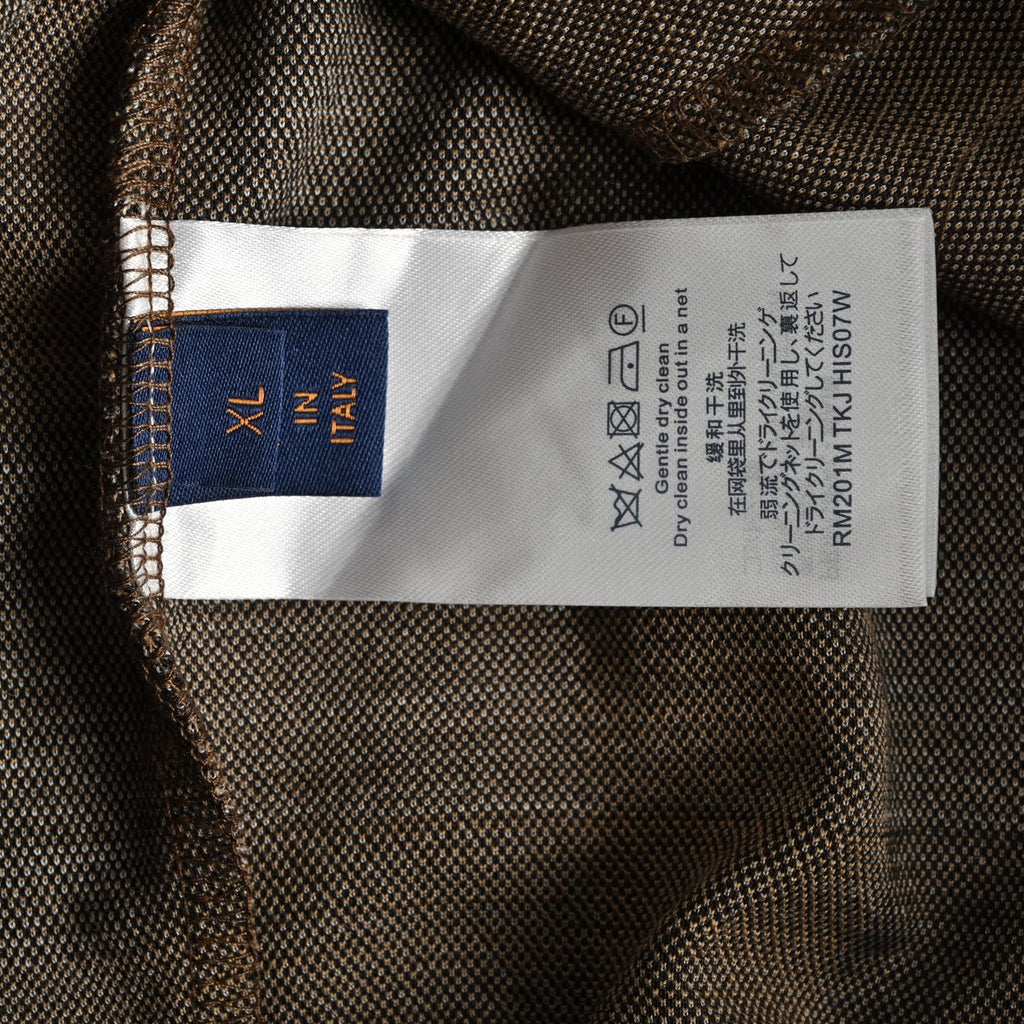 XL
IN
ITALY
Gentle dry clean
Dry clean inside out in a net
缓和干洗
在网袋里从里到外干洗
弱流でドライクリーニング
クリーニングネットを使用し、裏返して
ドライクリーニングしてください
RM201M TKJ HIS07W